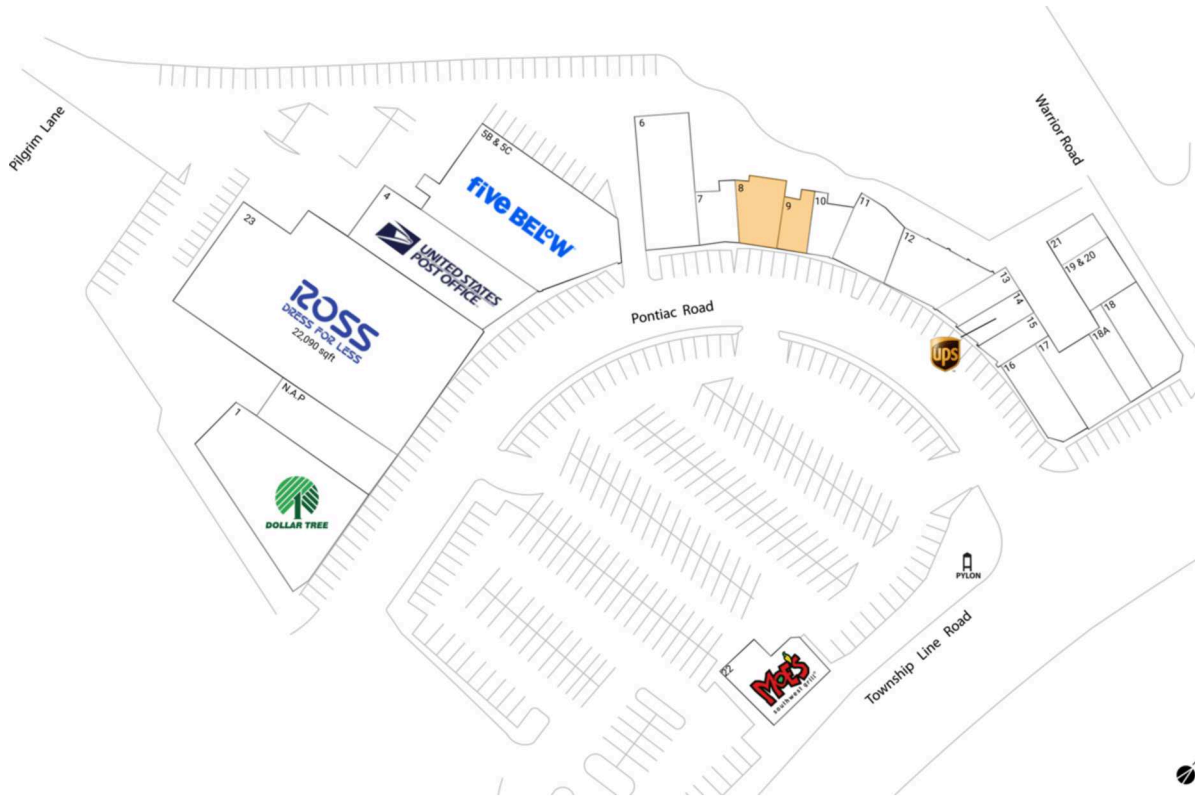 Pilgrim Lane
Warrior Road
5B & 5C
five BELOW
4
UNITED STATES
POST OFFICE
23
ROSS
DRESS FOR LESS
22,090 sqft
N.A.P
1
DOLLAR TREE
6
7
8
9
10
11
12
13
14
15
16
17
18A
18
19 & 20
21
ups
Pontiac Road
PYLON
Township Line Road
22
MOE'S
southwest grill